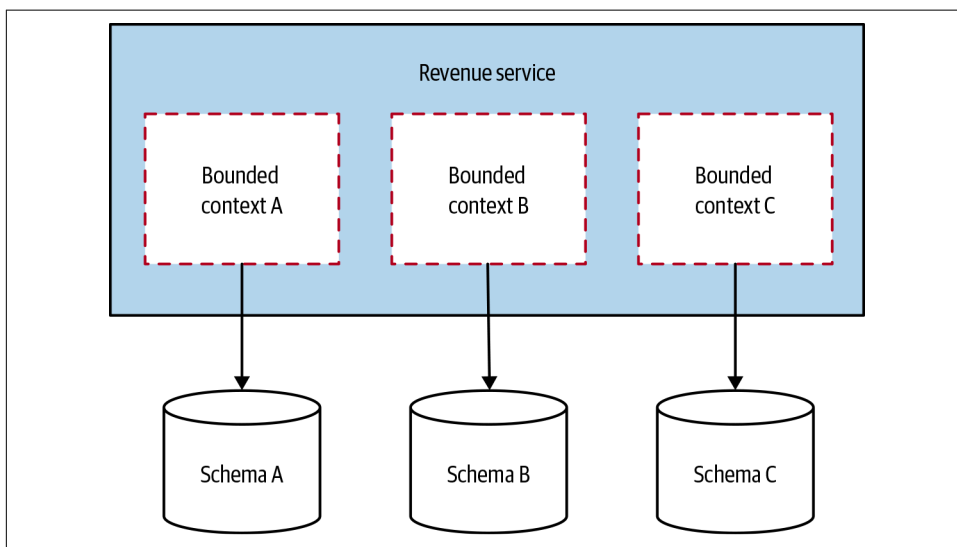 Revenue service
Bounded
context A
Bounded
context B
Bounded
context C
Schema A
Schema B
Schema C